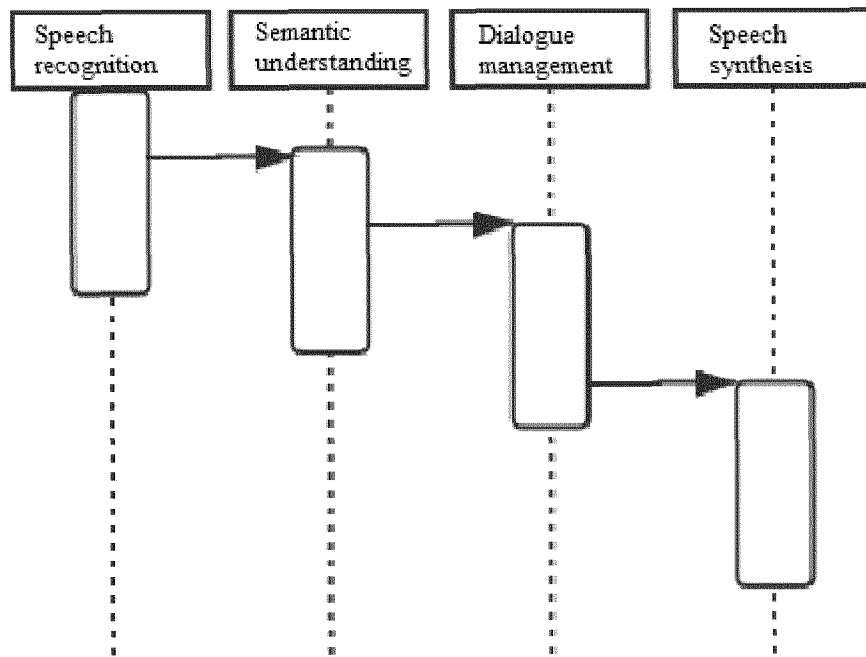 Speech
recognition
Semantic
understanding
Dialogue
management
Speech
synthesis